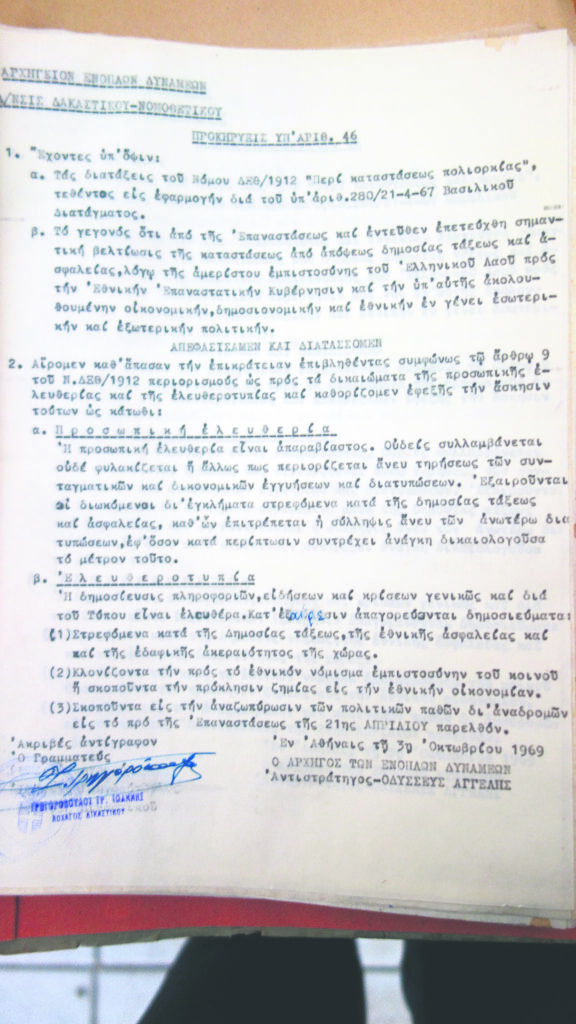 ΑΡΧΗΓΕΙΟΝ ΕΝΟΠΛΩΝ ΔΥΝΑΜΕΩΝ
Δ/ΝΣΙΣ ΔΑΚΑΣΤΙΚΟΥ-ΝΟΜΟΘΕΤΙΚΟΥ
ΠΡΟΚΗΡΥΞΙΣ ΥΠ'ΑΡΙΘ. 46
1. Ἔχοντες ὑπ'ὄψιν:
α. Τάς διατάξεις τοῦ Νόμου ΔΞΘ/1912 "Περί καταστάσεως πολιορκίας",
τεθέντος εἰς ἐφαρμογήν διά τοῦ ὑπ'ἀριθ.280/21-4-67 Βασιλικοῦ
Διατάγματος.
β. Τό γεγονός ὅτι ἀπό τῆς Ἐπαναστάσεως καί ἐντεῦθεν ἐπετεύχθη σημαν-
τική βελτίωσις τῆς καταστάσεως ἀπό ἀπόψεως δημοσίας τάξεως καί ἀ-
σφαλείας,λόγῳ τῆς ἀμερίστου ἐμπιστοσύνης τοῦ Ἑλληνικοῦ Λαοῦ πρός
τήν Ἐθνικήν Ἐπαναστατικήν Κυβέρνησιν καί τήν ὑπ'αὐτῆς ἀκολου-
θουμένην οἰκονομικήν,δημοσιονομικήν καί ἐθνικήν ἐν γένει ἐσωτερι-
κήν καί ἐξωτερικήν πολιτικήν.
ΑΠΕΦΑΣΙΣΑΜΕΝ ΚΑΙ ΔΙΑΤΑΣΣΟΜΕΝ
2. Αἴρομεν καθ'ἅπασαν τήν ἐπικράτειαν ἐπιβληθέντας συμφώνως τῷ ἄρθρῳ 9
τοῦ Ν.ΔΞΘ/1912 περιορισμούς ὡς πρός τά δικαιώματα τῆς προσωπικῆς ἐ-
λευθερίας καί τῆς ἐλευθεροτυπίας καί καθορίζομεν ἐφεξῆς τήν ἄσκησιν
τούτων ὡς κάτωθι:
α. Προσωπική ἐλευθερία
Ἡ προσωπική ἐλευθερία εἶναι ἀπαραβίαστος. Οὐδείς συλλαμβάνεται
οὐδέ φυλακίζεται ἤ ἄλλως πως περιορίζεται ἄνευ τηρήσεως τῶν συν-
ταγματικῶν καί δικονομικῶν ἐγγυήσεων καί διατυπώσεων. Ἐξαιροῦνται
οἱ διωκόμενοι δι'ἐγκλήματα στρεφόμενα κατά τῆς δημοσίας τάξεως
καί ἀσφαλείας, καθ'ὧν ἐπιτρέπεται ἡ σύλληψις ἄνευ τῶν ἀνωτέρω δια
τυπώσεων,ἐφ'ὅσον κατά περίπτωσιν συντρέχει ἀνάγκη δικαιολογοῦσα
τό μέτρον τοῦτο.
β. Ἐλευθεροτυπία
Ἡ δημοσίευσις πληροφοριῶν,εἰδήσεων καί κρίσεων γενικῶς καί διά
τοῦ Τύπου εἶναι ἐλευθέρα.Κατ'ἐξαίρεσιν ἀπαγορεύονται δημοσιεύματα:
(1)Στρεφόμενα κατά τῆς Δημοσίας τάξεως,τῆς ἐθνικῆς ἀσφαλείας καί
καί τῆς ἐδαφικῆς ἀκεραιότητος τῆς χώρας.
(2)Κλονίζοντα τήν πρός τό ἐθνικόν νόμισμα ἐμπιστοσύνην τοῦ κοινοῦ
ἤ σκοποῦντα τήν πρόκλησιν ζημίας εἰς τήν ἐθνικήν οἰκονομίαν.
(3)Σκοποῦντα εἰς τήν ἀναζωπύρωσιν τῶν πολιτικῶν παθῶν δι'ἀναδρομῶν
εἰς τό πρό τῆς Ἐπαναστάσεως τῆς 21ης ΑΠΡΙΛΙΟΥ παρελθόν.
Ἀκριβές ἀντίγραφον
Ὁ Γραμματεύς
ΓΡΗΓΟΡΟΠΟΥΛΟΣ ΓΡ. ΙΩΑΝΝΗΣ
ΛΟΧΑΓΟΣ ΔΙΚΑΣΤΙΚΟΥ
Ἐν Ἀθήναις τῇ 3ῃ Ὀκτωβρίου 1969
Ο ΑΡΧΗΓΟΣ ΤΩΝ ΕΝΟΠΛΩΝ ΔΥΝΑΜΕΩΝ
Ἀντιστράτηγος-ΟΔΥΣΣΕΥΣ ΑΓΓΕΛΗΣ